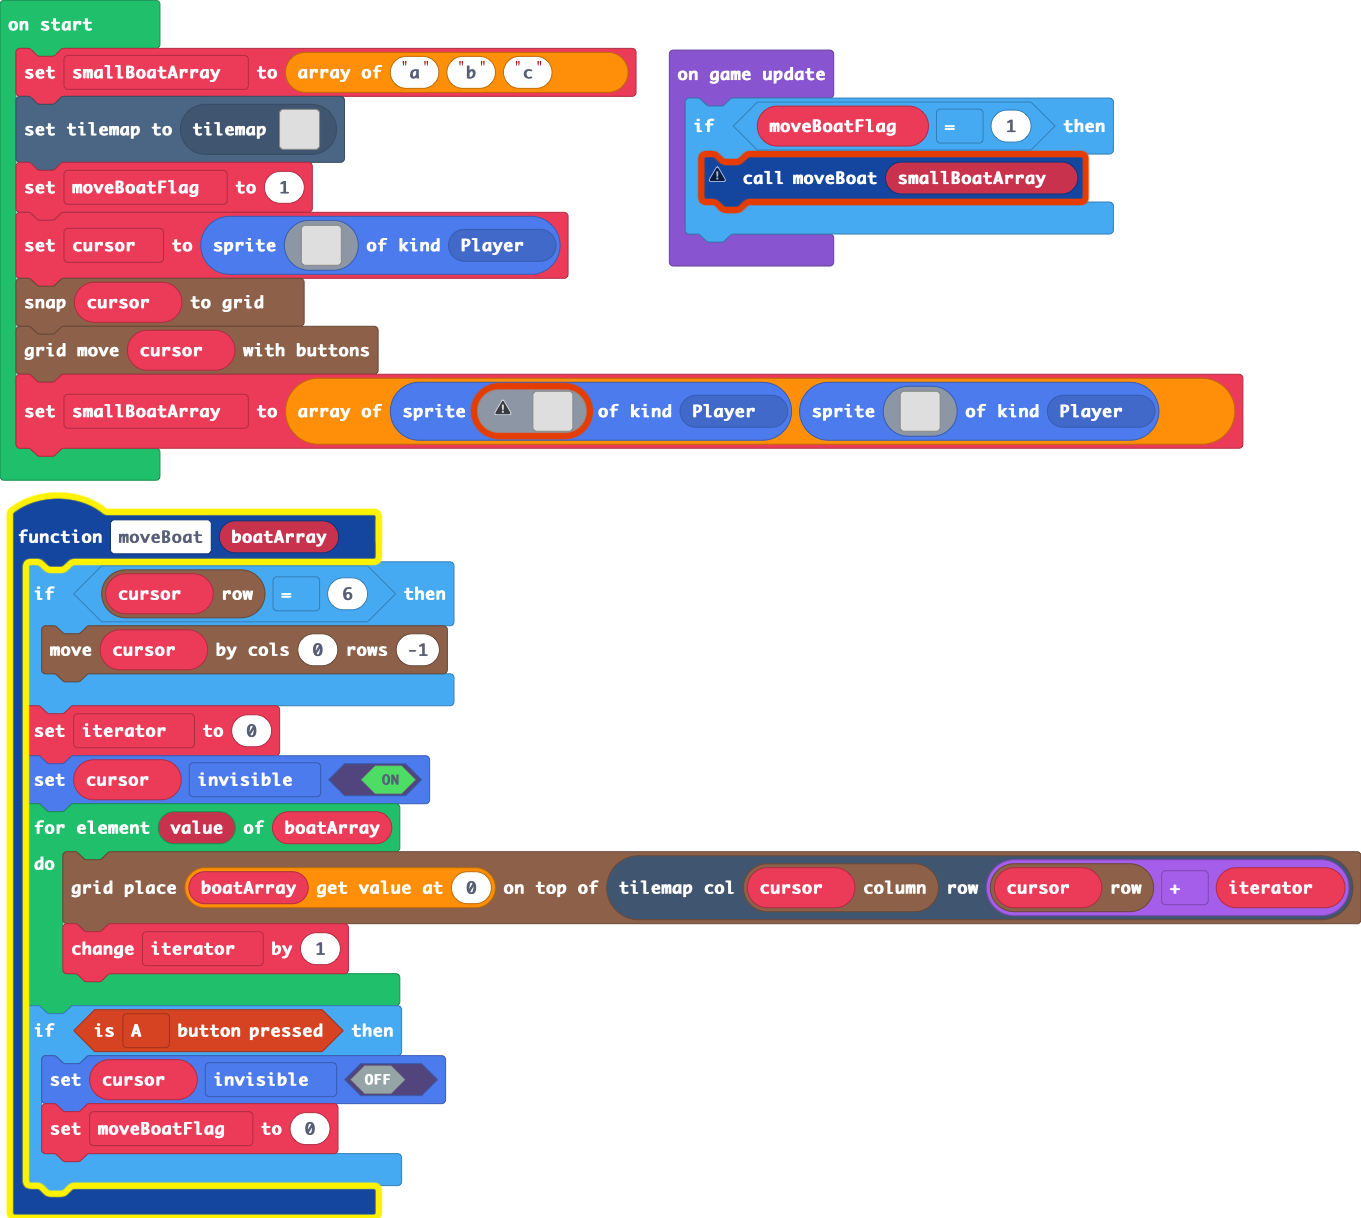 on start
set smallBoatArray to array of "a" "b" "c"
set tilemap to tilemap
set moveBoatFlag to 1
set cursor to sprite of kind Player
snap cursor to grid
grid move cursor with buttons
set smallBoatArray to array of sprite of kind Player sprite of kind Player
on game update
if moveBoatFlag = 1 then
call moveBoat smallBoatArray
function moveBoat boatArray
if cursor row = 6 then
move cursor by cols 0 rows -1
set iterator to 0
set cursor invisible ON
for element value of boatArray
do
grid place boatArray get value at 0 on top of tilemap col cursor column row cursor row + iterator
change iterator by 1
if is A button pressed then
set cursor invisible OFF
set moveBoatFlag to 0